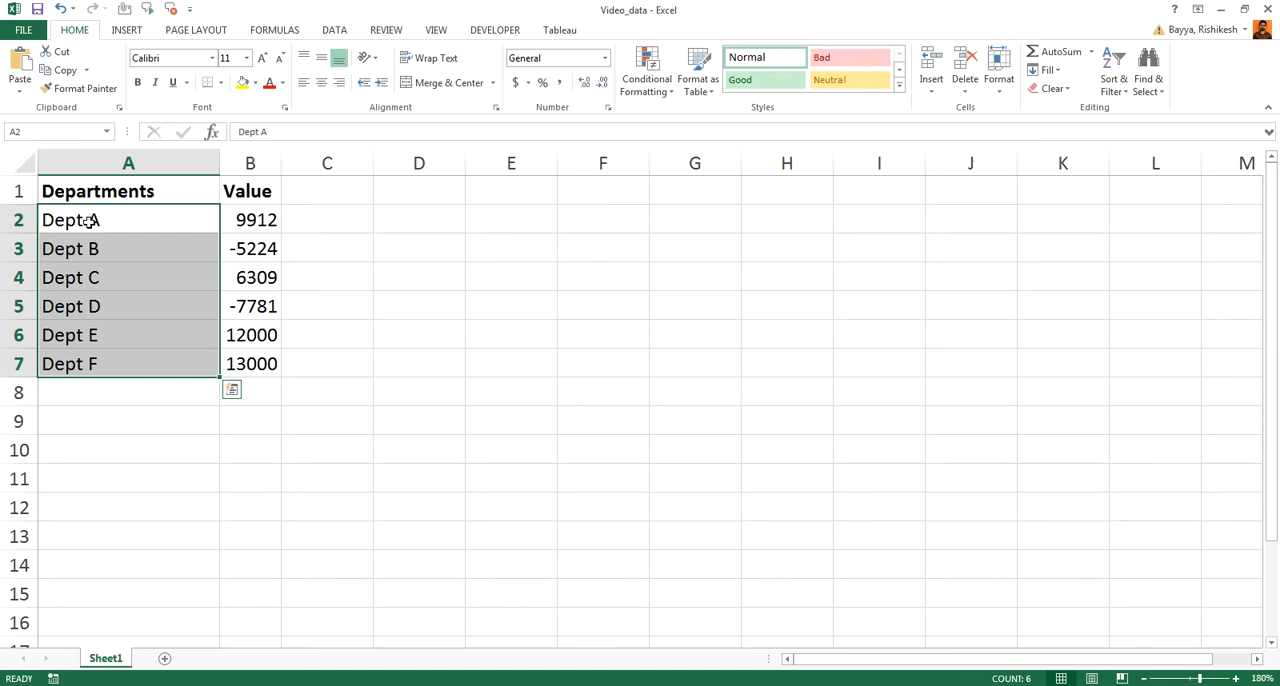 Video_data - Excel
FILE HOME INSERT PAGE LAYOUT FORMULAS DATA REVIEW VIEW DEVELOPER Tableau Bayya, Rishikesh
Paste Cut Copy Format Painter
Clipboard
Calibri 11
B I U
Font
Wrap Text
Merge & Center
Alignment
General
$ % ,
Number
Conditional Formatting
Format as Table
Normal Bad
Good Neutral
Styles
Insert Delete Format
Cells
AutoSum
Fill
Clear
Sort & Filter
Find & Select
Editing
A2 fx Dept A
A B C D E F G H I J K L M
1 Departments Value
2 Dept A 9912
3 Dept B -5224
4 Dept C 6309
5 Dept D -7781
6 Dept E 12000
7 Dept F 13000
8
9
10
11
12
13
14
15
16
17
Sheet1
READY COUNT: 6 180%